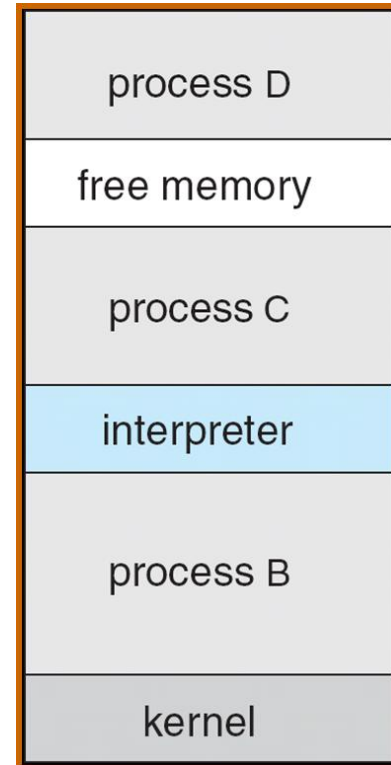 process D
free memory
process C
interpreter
process B
kernel